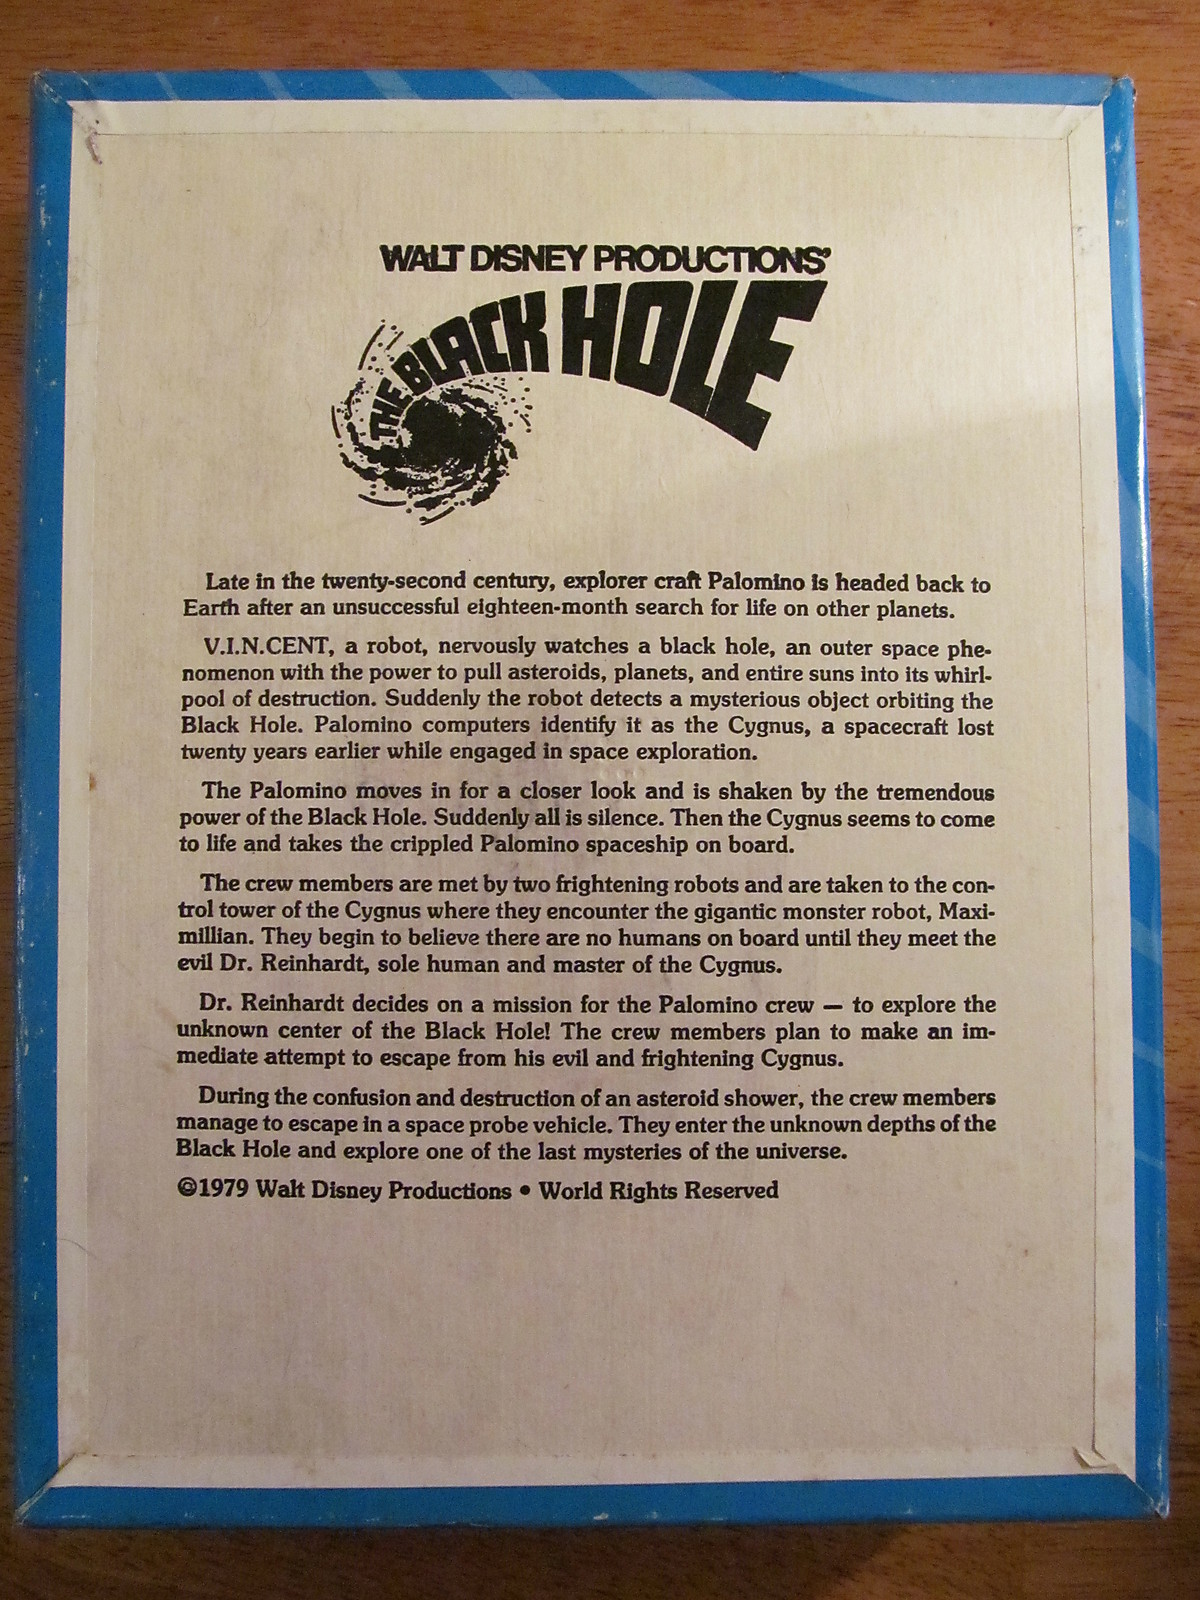 WALT DISNEY PRODUCTIONS'
THE BLACK HOLE
Late in the twenty-second century, explorer craft Palomino is headed back to
Earth after an unsuccessful eighteen-month search for life on other planets.
V.I.N.CENT, a robot, nervously watches a black hole, an outer space phe-
nomenon with the power to pull asteroids, planets, and entire suns into its whirl-
pool of destruction. Suddenly the robot detects a mysterious object orbiting the
Black Hole. Palomino computers identify it as the Cygnus, a spacecraft lost
twenty years earlier while engaged in space exploration.
The Palomino moves in for a closer look and is shaken by the tremendous
power of the Black Hole. Suddenly all is silence. Then the Cygnus seems to come
to life and takes the crippled Palomino spaceship on board.
The crew members are met by two frightening robots and are taken to the con-
trol tower of the Cygnus where they encounter the gigantic monster robot, Maxi-
millian. They begin to believe there are no humans on board until they meet the
evil Dr. Reinhardt, sole human and master of the Cygnus.
Dr. Reinhardt decides on a mission for the Palomino crew — to explore the
unknown center of the Black Hole! The crew members plan to make an im-
mediate attempt to escape from his evil and frightening Cygnus.
During the confusion and destruction of an asteroid shower, the crew members
manage to escape in a space probe vehicle. They enter the unknown depths of the
Black Hole and explore one of the last mysteries of the universe.
©1979 Walt Disney Productions • World Rights Reserved